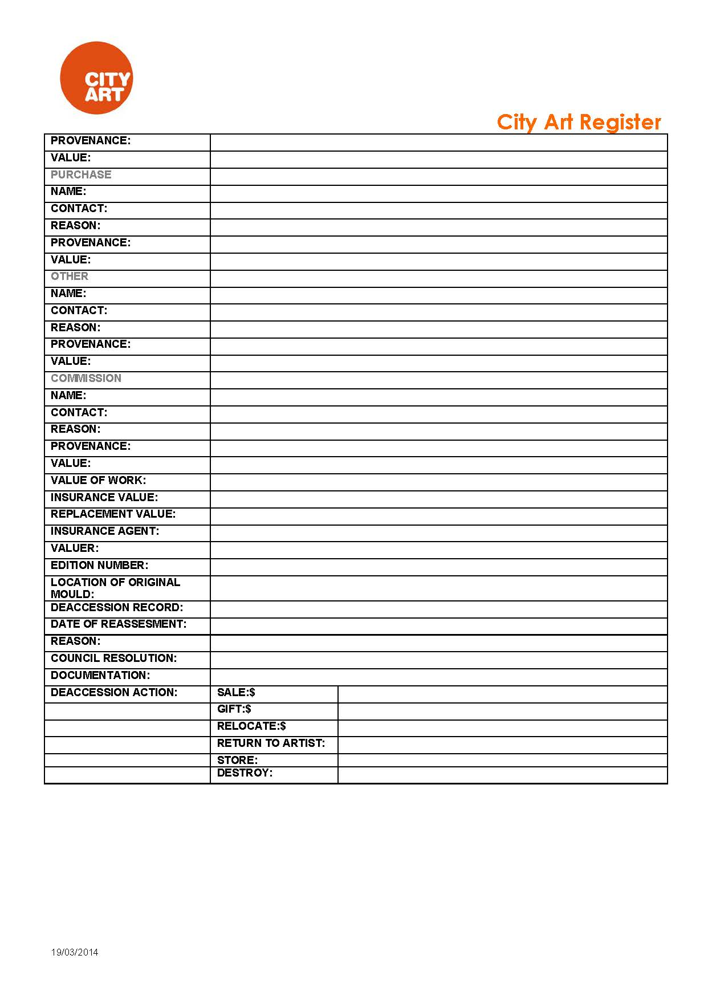 CITY
ART
City Art Register
PROVENANCE:
VALUE:
PURCHASE
NAME:
CONTACT:
REASON:
PROVENANCE:
VALUE:
OTHER
NAME:
CONTACT:
REASON:
PROVENANCE:
VALUE:
COMMISSION
NAME:
CONTACT:
REASON:
PROVENANCE:
VALUE:
VALUE OF WORK:
INSURANCE VALUE:
REPLACEMENT VALUE:
INSURANCE AGENT:
VALUER:
EDITION NUMBER:
LOCATION OF ORIGINAL
MOULD:
DEACCESSION RECORD:
DATE OF REASSESMENT:
REASON:
COUNCIL RESOLUTION:
DOCUMENTATION:
DEACCESSION ACTION: SALE:$
GIFT:$
RELOCATE:$
RETURN TO ARTIST:
STORE:
DESTROY:
19/03/2014